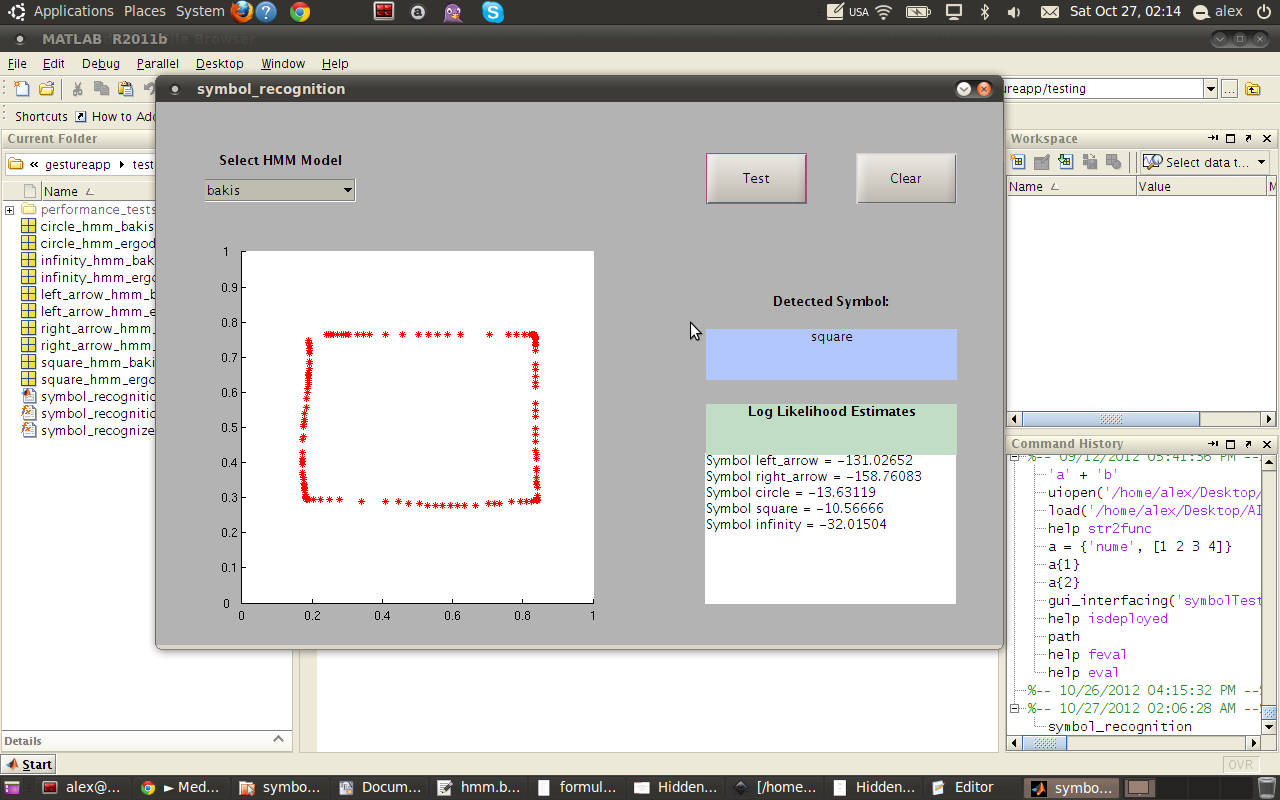 Applications Places System USA Sat Oct 27, 02:14 alex
MATLAB R2011b
File Edit Debug Parallel Desktop Window Help
symbol_recognition
ureapp/testing
Shortcuts How to Add
Current Folder
Workspace
« gestureapp test
Select data t...
Name
Name Value M
performance_tests
circle_hmm_bakis
circle_hmm_ergod
infinity_hmm_bak
infinity_hmm_ergo
left_arrow_hmm_b
left_arrow_hmm_e
right_arrow_hmm_
right_arrow_hmm_
square_hmm_baki
square_hmm_ergo
symbol_recognitio
symbol_recognitio
symbol_recognize
Details
Select HMM Model
bakis
Test
Clear
1
0.9
0.8
0.7
0.6
0.5
0.4
0.3
0.2
0.1
0
0 0.2 0.4 0.6 0.8 1
Detected Symbol:
square
Log Likelihood Estimates
Symbol left_arrow = −131.02652
Symbol right_arrow = −158.76083
Symbol circle = −13.63119
Symbol square = −10.56666
Symbol infinity = −32.01504
Command History
%-- 09/12/2012 05:41:56 PM --
'a' + 'b'
uiopen('/home/alex/Desktop/
load('/home/alex/Desktop/AI
help str2func
a = {'nume', [1 2 3 4]}
a{1}
a{2}
gui_interfacing('symbolTest
help isdeployed
path
help feval
help eval
%-- 10/26/2012 04:15:32 PM --
%-- 10/27/2012 02:06:28 AM --
symbol_recognition
Start
OVR
alex@... ► Med... symbo... Docum... hmm.b... formul... Hidden... [/home... Hidden... Editor symbo...